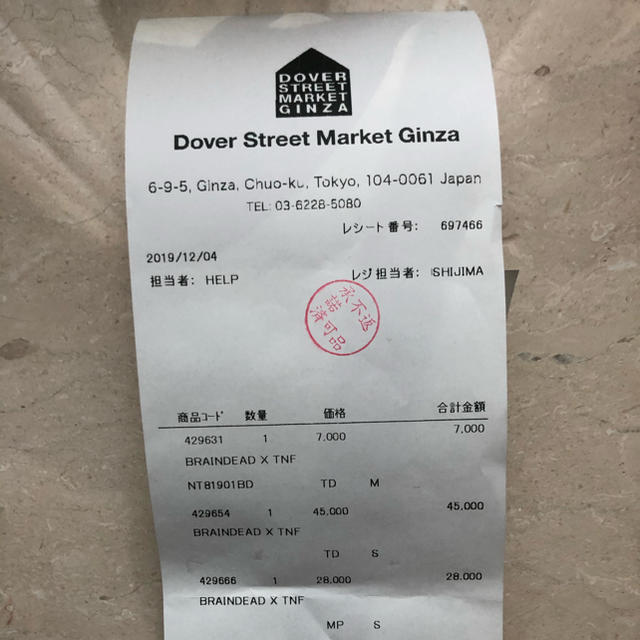 DOVER
STREET
MARKET
GINZA
Dover Street Market Ginza
6-9-5, Ginza, Chuo-ku, Tokyo, 104-0061 Japan
TEL: 03-6228-5080
レシート番号: 697466
2019/12/04
担当者: HELP レジ担当者: ISHIJIMA
返品
不可
承諾済
商品コード 数量 価格 合計金額
429631 1 7,000 7,000
BRAINDEAD X TNF
NT81901BD TD M
429654 1 45,000 45,000
BRAINDEAD X TNF
TD S
429666 1 28,000 28,000
BRAINDEAD X TNF
MP S